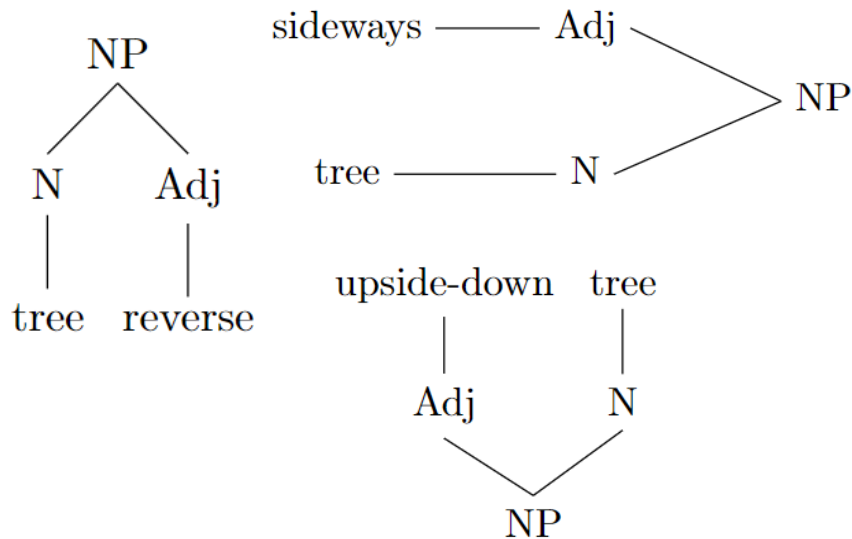 NP
N Adj
tree reverse
sideways Adj
NP
tree N
upside-down tree
Adj N
NP